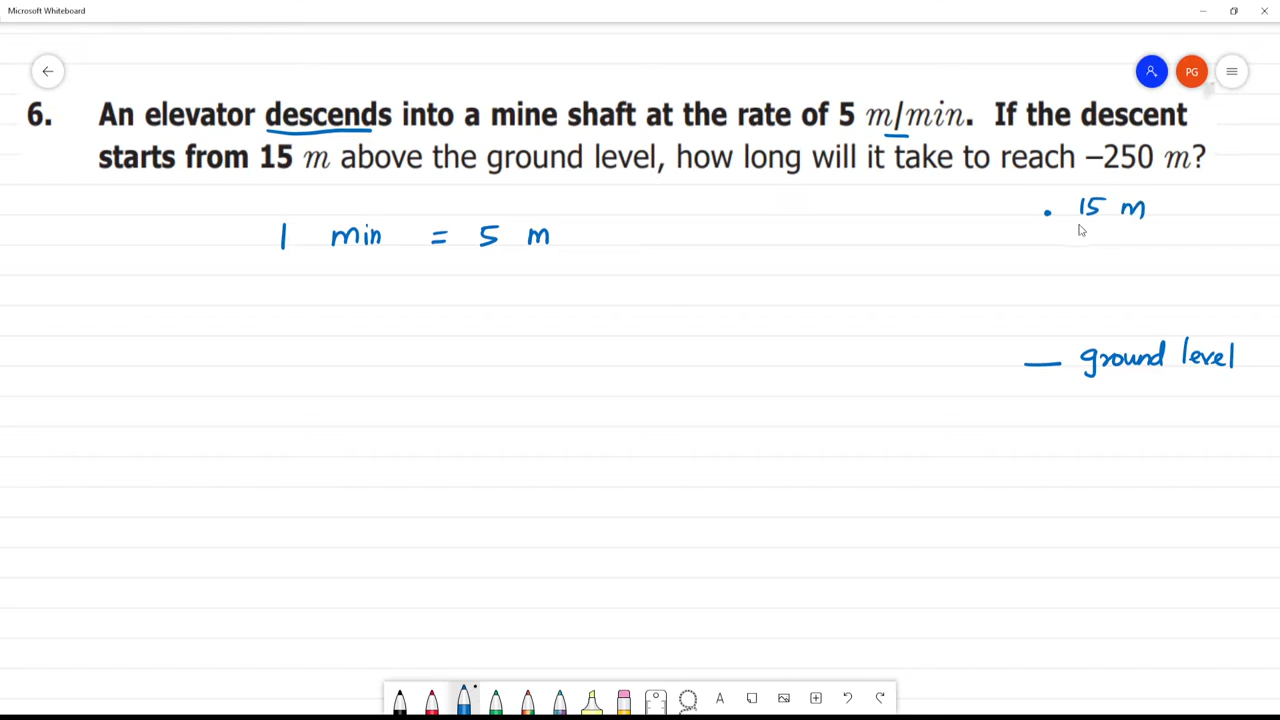 Microsoft Whiteboard
PG
6. An elevator descends into a mine shaft at the rate of 5 m/min. If the descent
starts from 15 m above the ground level, how long will it take to reach –250 m?
. 15 m
1 min = 5 m
ground level
A